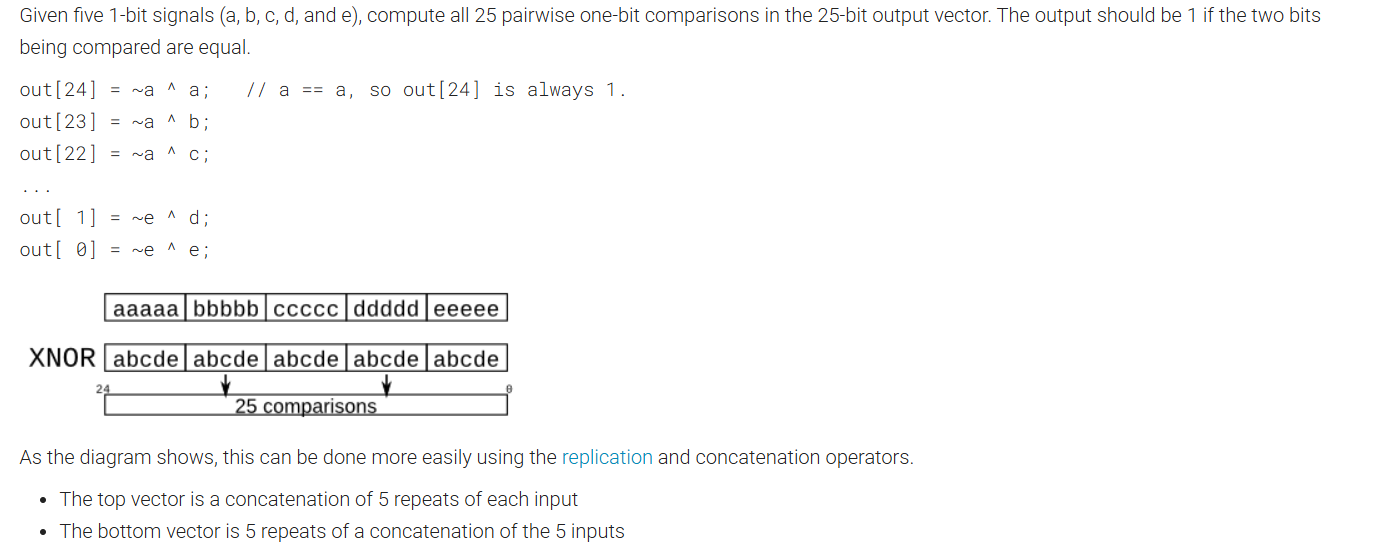 Given five 1-bit signals (a, b, c, d, and e), compute all 25 pairwise one-bit comparisons in the 25-bit output vector. The output should be 1 if the two bits
being compared are equal.
out[24] = ~a ^ a;   // a == a, so out[24] is always 1.
out[23] = ~a ^ b;
out[22] = ~a ^ c;
...
out[ 1] = ~e ^ d;
out[ 0] = ~e ^ e;
aaaaa bbbbb ccccc ddddd eeeee
XNOR abcde abcde abcde abcde abcde
24 0
25 comparisons
As the diagram shows, this can be done more easily using the replication and concatenation operators.
• The top vector is a concatenation of 5 repeats of each input
• The bottom vector is 5 repeats of a concatenation of the 5 inputs